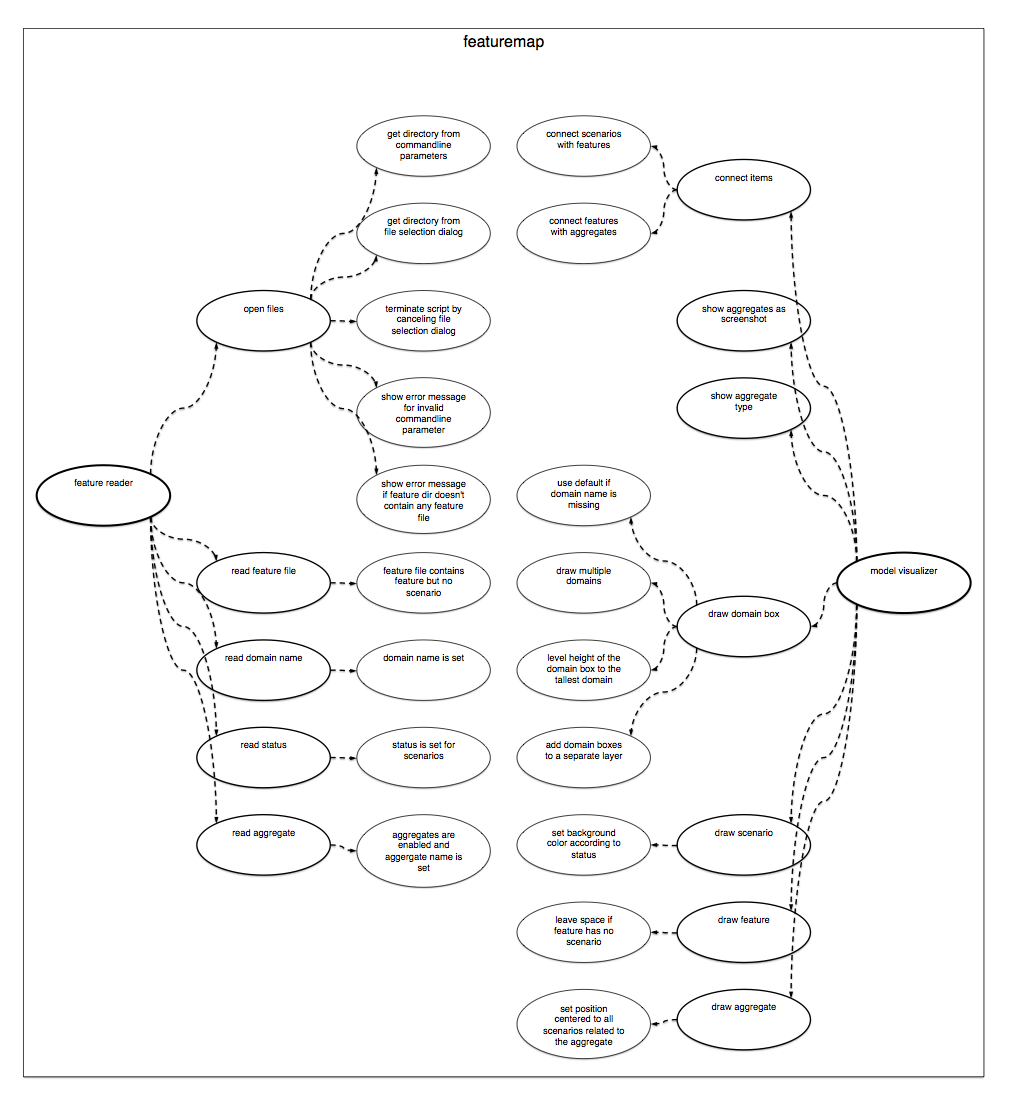 featuremap
get directory from
commandline
parameters
connect scenarios
with features
connect items
get directory from
file selection dialog
connect features
with aggregates
open files
terminate script by
canceling file
selection dialog
show aggregates as
screenshot
show error message
for invalid
commandline
parameter
show aggregate
type
feature reader
show error message
if feature dir doesn't
contain any feature
file
use default if
domain name is
missing
read feature file
feature file contains
feature but no
scenario
draw multiple
domains
model visualizer
draw domain box
read domain name
domain name is set
level height of the
domain box to the
tallest domain
read status
status is set for
scenarios
add domain boxes
to a separate layer
read aggregate
aggregates are
enabled and
aggergate name is
set
set background
color according to
status
draw scenario
leave space if
feature has no
scenario
draw feature
set position
centered to all
scenarios related to
the aggregate
draw aggregate